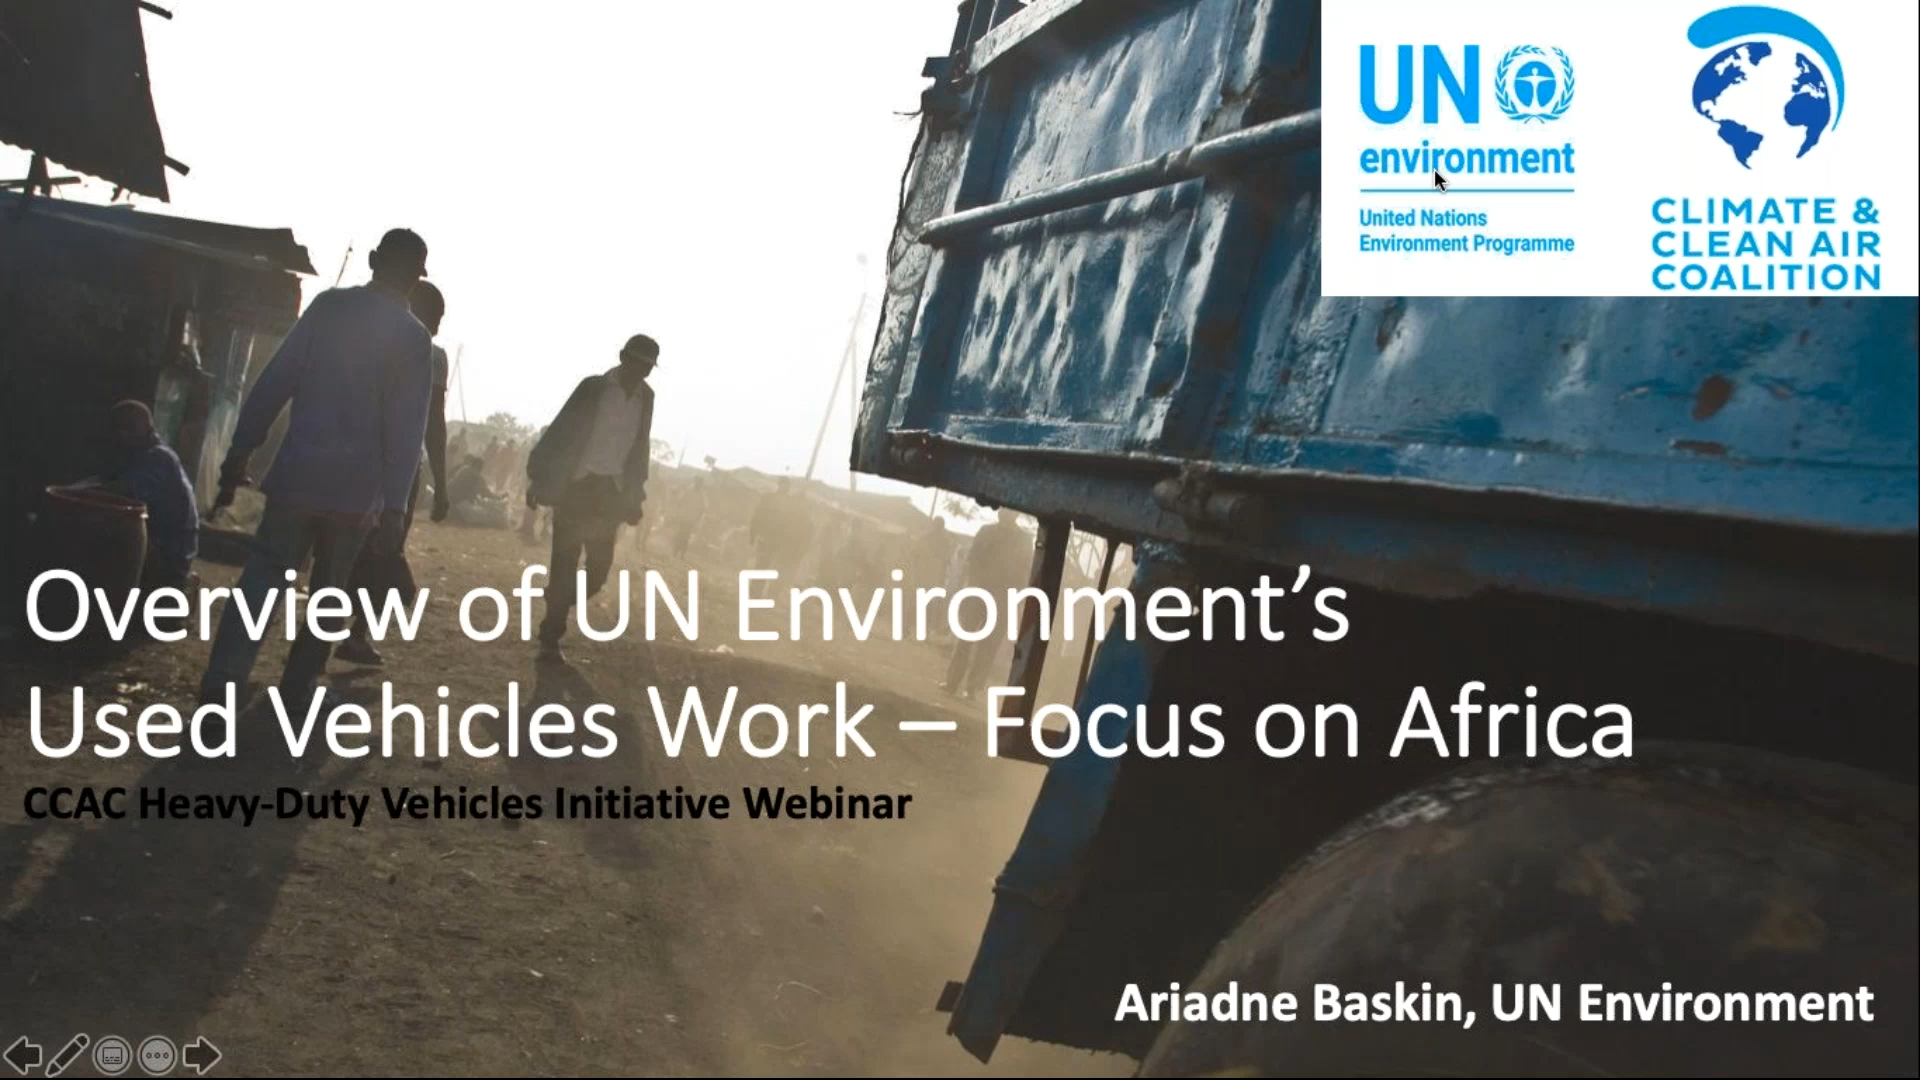 UN
environment
United Nations
Environment Programme
CLIMATE &
CLEAN AIR
COALITION
Overview of UN Environment’s
Used Vehicles Work – Focus on Africa
CCAC Heavy-Duty Vehicles Initiative Webinar
Ariadne Baskin, UN Environment